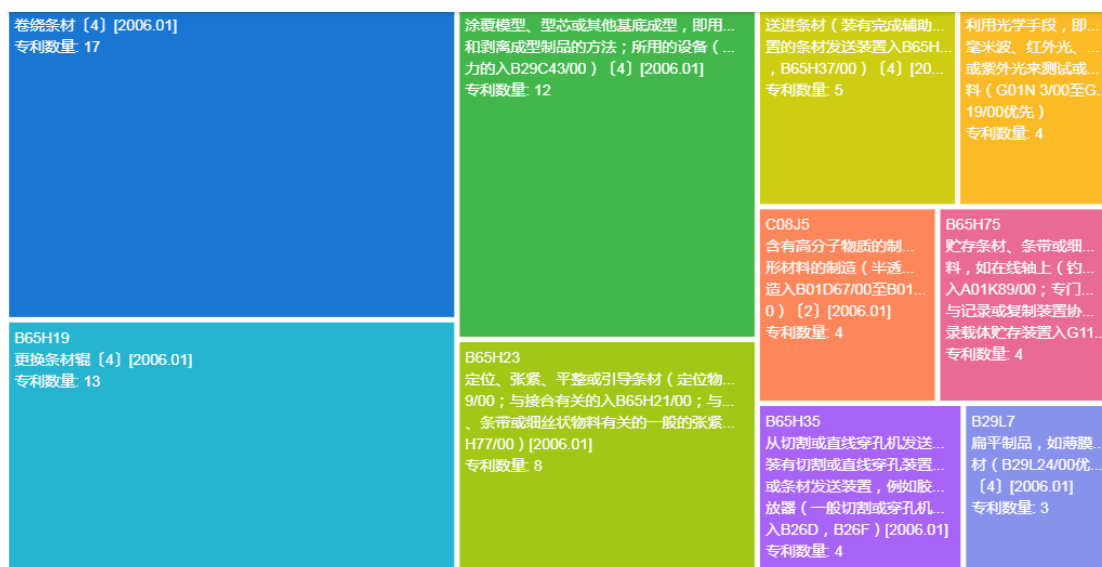 卷绕条材〔4〕[2006.01]
专利数量: 17
B65H19
更换条材辊〔4〕[2006.01]
专利数量: 13
涂覆模型、型芯或其他基底成型，即用...
和剥离成型制品的方法；所用的设备（...
力的入B29C43/00）〔4〕[2006.01]
专利数量: 12
B65H23
定位、张紧、平整或引导条材（定位物...
9/00；与接合有关的入B65H21/00；与...
、条带或细丝状物料有关的一般的张紧...
H77/00）[2006.01]
专利数量: 8
送进条材（装有完成辅助...
置的条材发送装置入B65H...
，B65H37/00）〔4〕[20...
专利数量: 5
利用光学手段，即...
毫米波、红外光、...
或紫外光来测试或...
料（G01N 3/00至G...
19/00优先）
专利数量: 4
C08J5
含有高分子物质的制...
形材料的制造（半透...
造入B01D67/00至B01...
0）〔2〕[2006.01]
专利数量: 4
B65H75
贮存条材、条带或细...
料，如在线轴上（钓...
入A01K89/00；专门...
与记录或复制装置协...
录载体贮存装置入G11...
专利数量: 4
B65H35
从切割或直线穿孔机发送...
装有切割或直线穿孔装置...
或条材发送装置，例如胶...
放器（一般切割或穿孔机...
入B26D，B26F）[2006.01]
专利数量: 4
B29L7
扁平制品，如薄膜...
材（B29L24/00优...
〔4〕[2006.01]
专利数量: 3